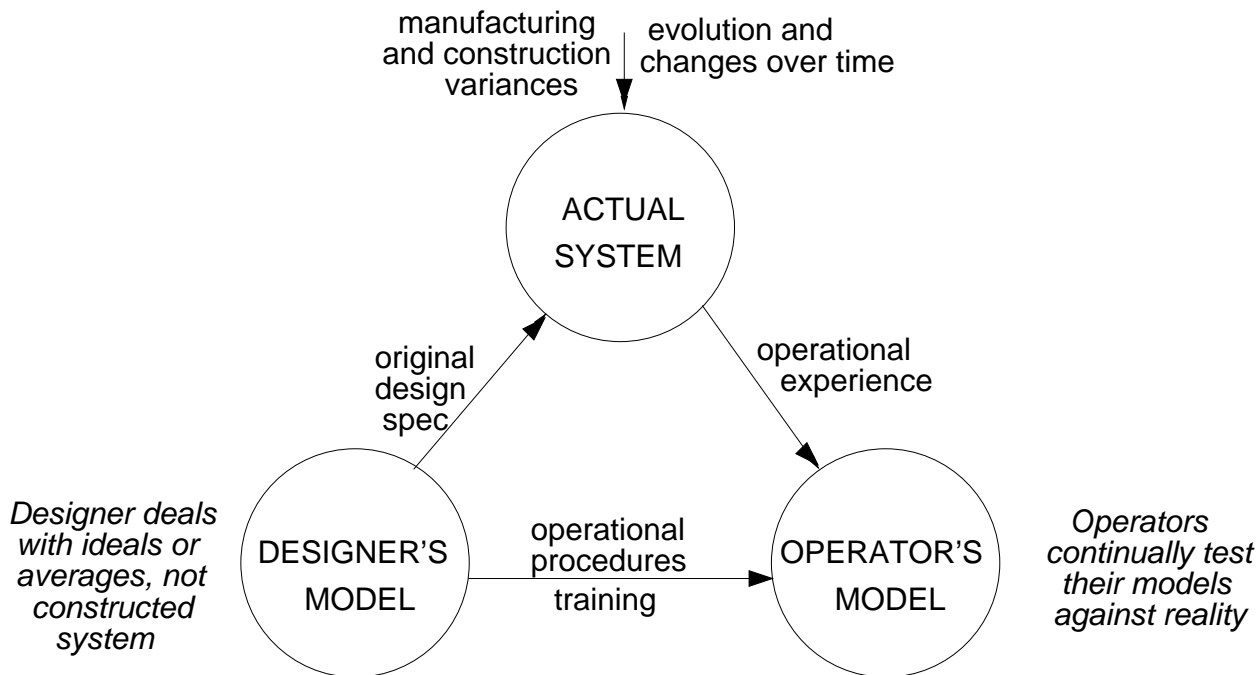 manufacturing
and construction
variances
evolution and
changes over time
ACTUAL
SYSTEM
original
design
spec
operational
experience
Designer deals
with ideals or
averages, not
constructed
system
DESIGNER'S
MODEL
operational
procedures
training
OPERATOR'S
MODEL
Operators
continually test
their models
against reality